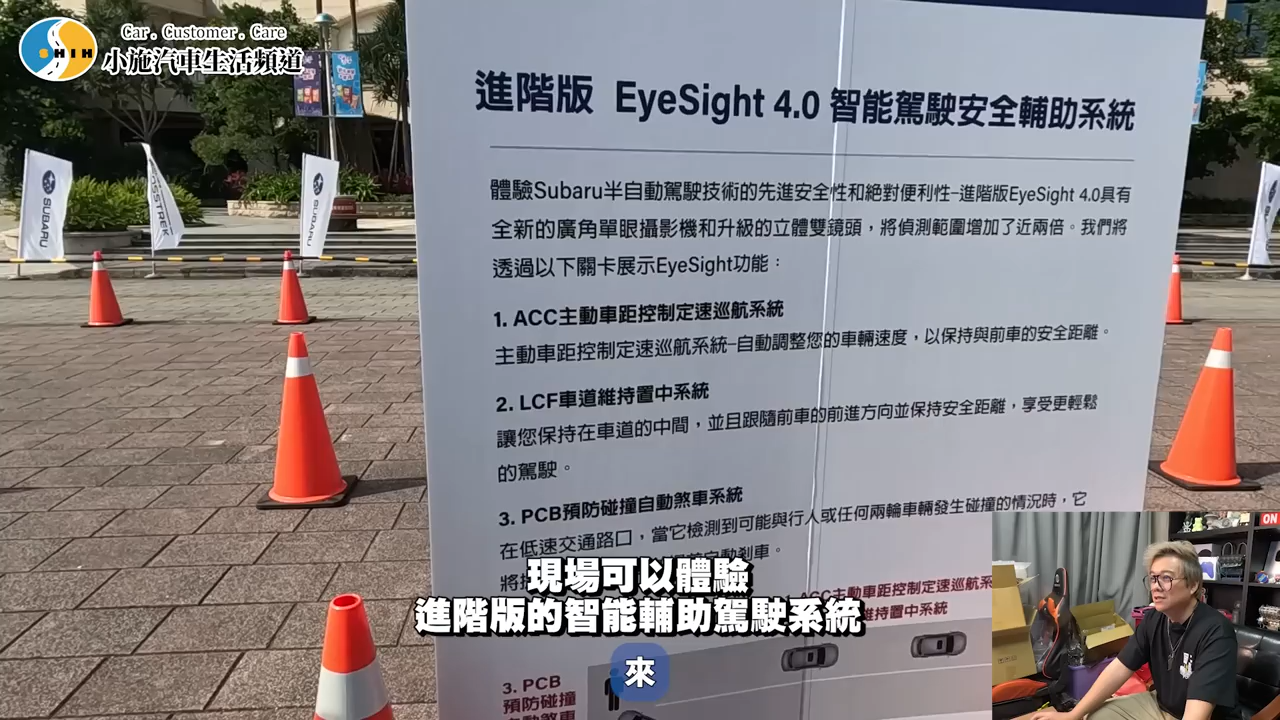 Car. Customer. Care
SHIH
小施汽車生活頻道
進階版 EyeSight 4.0 智能駕駛安全輔助系統
體驗Subaru半自動駕駛技術的先進安全性和絕對便利性–進階版EyeSight 4.0具有
全新的廣角單眼攝影機和升級的立體雙鏡頭，將偵測範圍增加了近兩倍。我們將
透過以下關卡展示EyeSight功能：
1. ACC主動車距控制定速巡航系統
主動車距控制定速巡航系統–自動調整您的車輛速度，以保持與前車的安全距離。
2. LCF車道維持置中系統
讓您保持在車道的中間，並且跟隨前車的前進方向並保持安全距離，享受更輕鬆
的駕駛。
3. PCB預防碰撞自動煞車系統
在低速交通路口，當它檢測到可能與行人或任何兩輪車輛發生碰撞的情況時，它
自動剎車。
ACC主動車距控制定速巡航系
維持置中系統
3. PCB
預防碰撞
SUBARU
SUBARU
ON
現場可以體驗
進階版的智能輔助駕駛系統
來